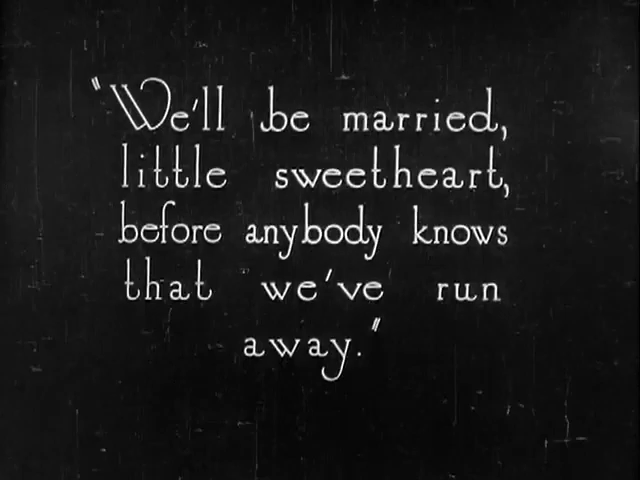 "We'll be married,
little sweetheart,
before anybody knows
that we've run
away."